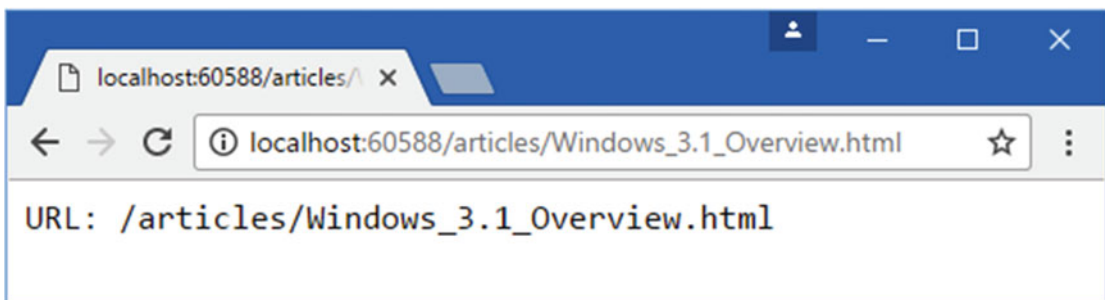 localhost:60588/articles/
localhost:60588/articles/Windows_3.1_Overview.html
URL: /articles/Windows_3.1_Overview.html